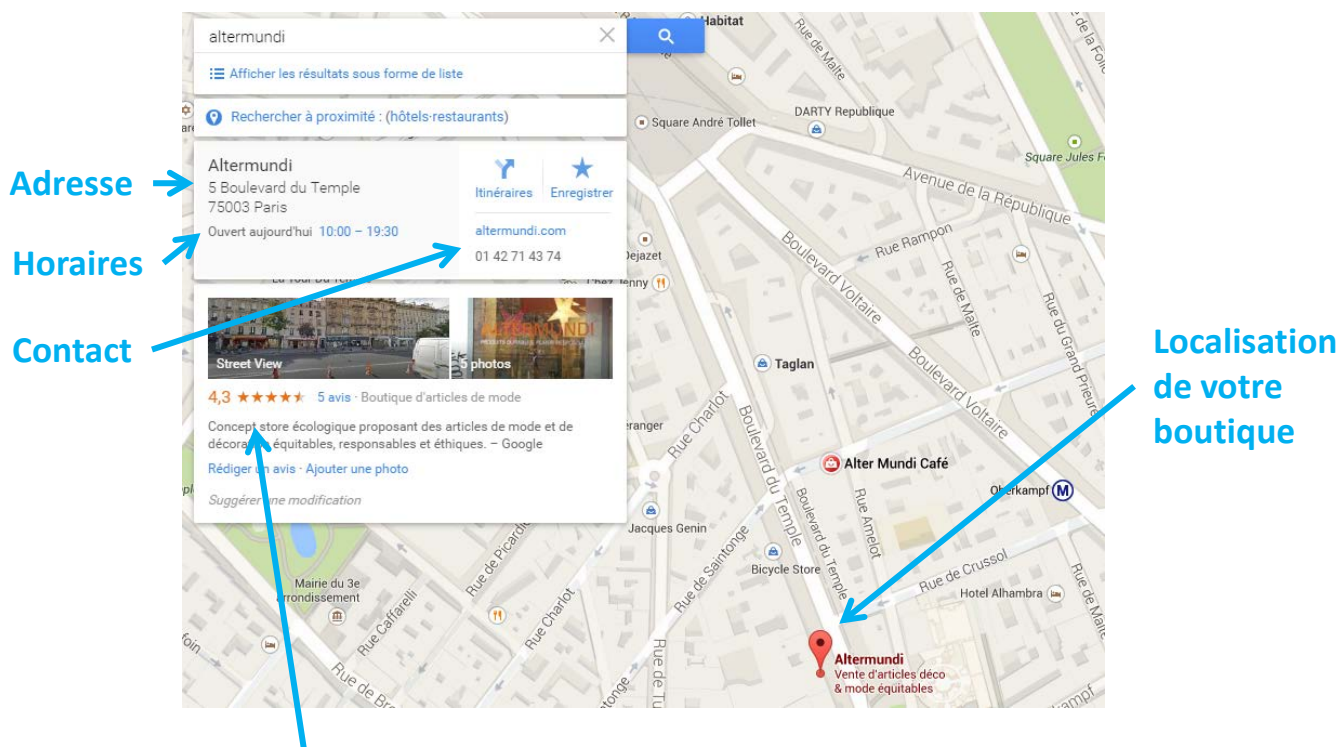 altermundi
Afficher les résultats sous forme de liste
Rechercher à proximité : (hôtels·restaurants)
Adresse
Altermundi
5 Boulevard du Temple
75003 Paris
Itinéraires
Enregistrer
Horaires
Ouvert aujourd'hui 10:00 – 19:30
altermundi.com
01 42 71 43 74
Contact
Street View
ALTERMUNDI
5 photos
4,3
5 avis · Boutique d'articles de mode
Concept store écologique proposant des articles de mode et de
équitables, responsables et éthiques. – Google
Rédiger un avis · Ajouter une photo
Suggérer une modification
Localisation
de votre
boutique
Habitat
Rue de Malte
Square André Tollet
DARTY Republique
Avenue de la République
Rue Rampon
Boulevard Voltaire
Rue de Malte
Rue du Grand Prieuré
Boulevard Voltaire
Taglan
Rue Charlot
Boulevard du Temple
Alter Mundi Café
Oberkampf
M
Jacques Genin
Rue Amelot
Boulevard du Temple
Bicycle Store
Rue de Saintonge
Rue de Crussol
Hotel Alhambra
Rue de Malte
Mairie du 3e
Rue Caffarelli
Rue de Picardie
Rue Charlot
Altermundi
Vente d'articles déco
& mode équitables